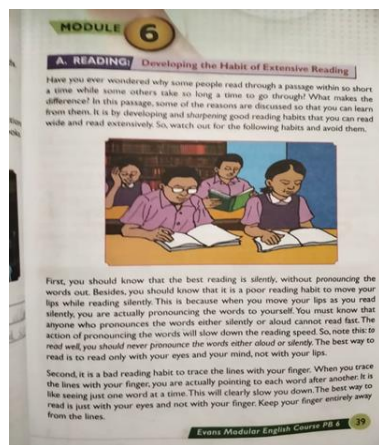 MODULE 6
A. READING: Developing the Habit of Extensive Reading
Have you ever wondered why some people read through a passage within so short
a time while some others take so long a time to go through? What makes the
difference? In this passage, some of the reasons are discussed so that you can learn
from them. It is by developing and sharpening good reading habits that you can read
wide and read extensively. So, watch out for the following habits and avoid them.
First, you should know that the best reading is silently, without pronouncing the
words out. Besides, you should know that it is a poor reading habit to move your
lips while reading silently. This is because when you move your lips as you read
silently, you are actually pronouncing the words to yourself. You must know that
anyone who pronounces the words either silently or aloud cannot read fast. The
action of pronouncing the words will slow down the reading speed. So, note this: to
read well, you should never pronounce the words either aloud or silently. The best way to
read is to read only with your eyes and your mind, not with your lips.
Second, it is a bad reading habit to trace the lines with your finger. When you trace
the lines with your finger, you are actually pointing to each word after another. It is
like seeing just one word at a time. This will clearly slow you down. The best way to
read is just with your eyes and not with your finger. Keep your finger entirely away
from the lines.
Evans Modular English Course PB 6 39